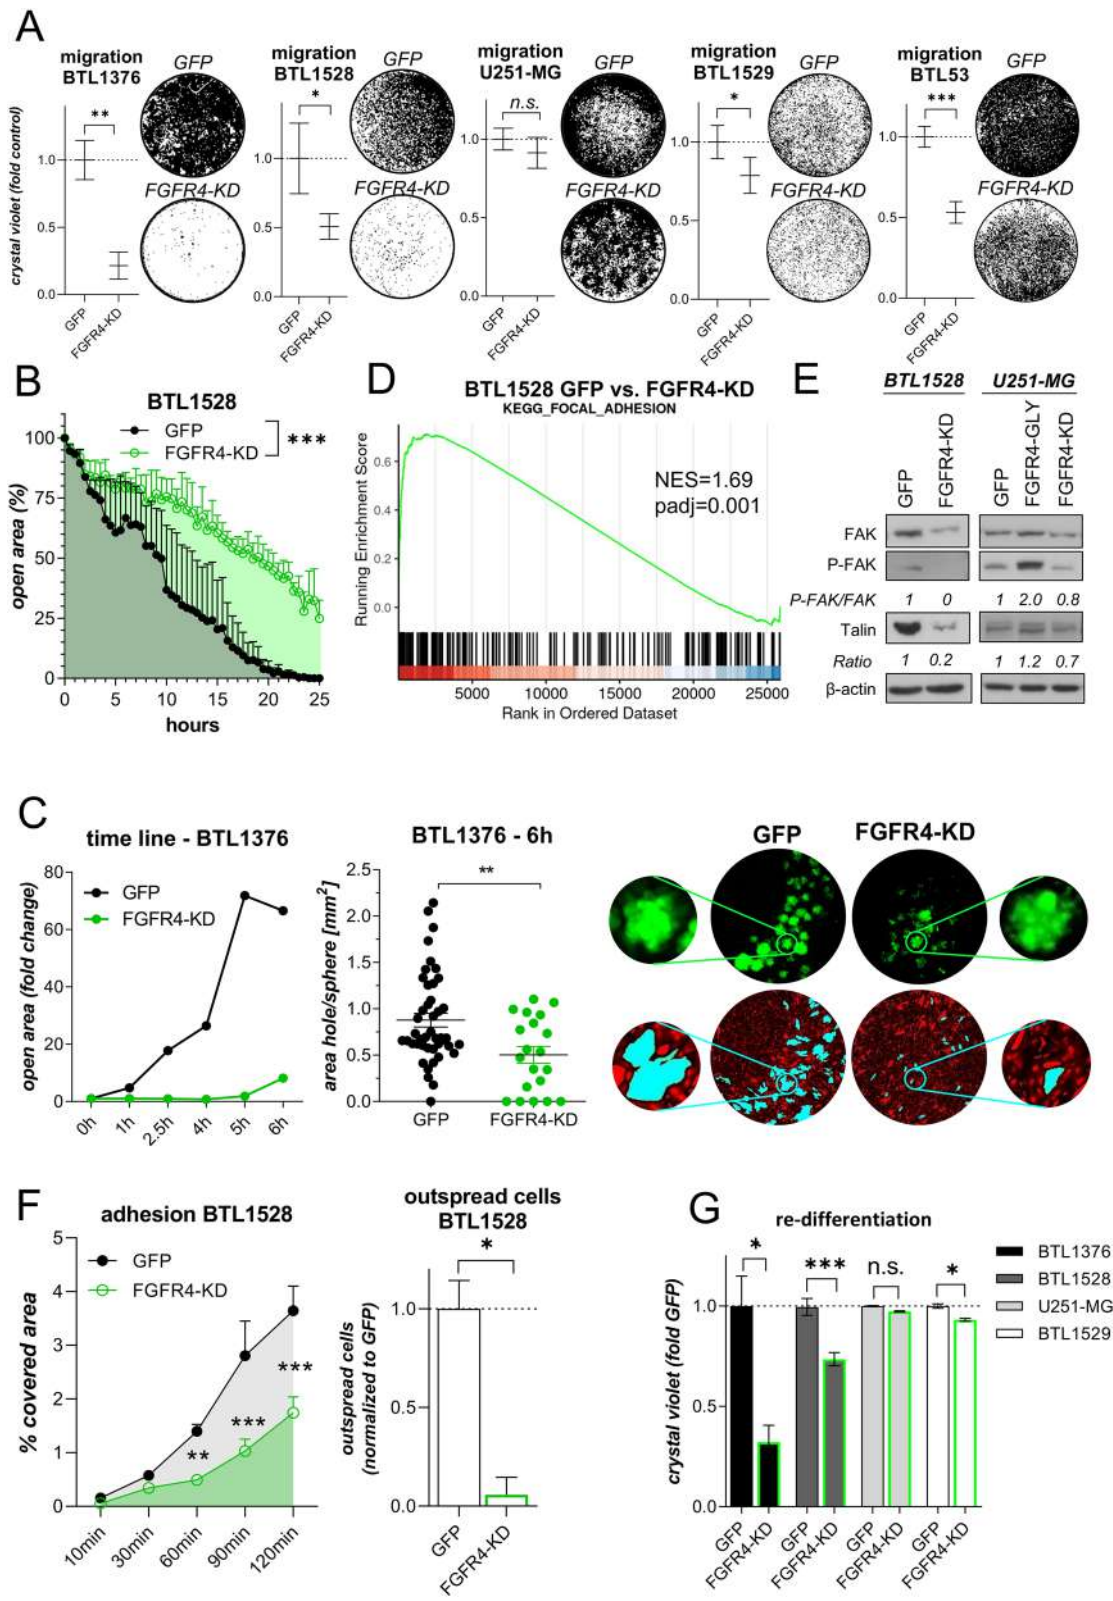 A
migration
BTL1376
GFP
FGFR4-KD
**
crystal violet (fold control)
1.0
0.5
0.0
GFP
FGFR4-KD
migration
BTL1528
GFP
FGFR4-KD
*
1.0
0.5
0.0
GFP
FGFR4-KD
migration
U251-MG
GFP
FGFR4-KD
n.s.
1.0
0.5
0.0
GFP
FGFR4-KD
migration
BTL1529
GFP
FGFR4-KD
*
1.0
0.5
0.0
GFP
FGFR4-KD
migration
BTL53
GFP
FGFR4-KD
***
1.0
0.5
0.0
GFP
FGFR4-KD
B
BTL1528
GFP
FGFR4-KD
***
open area (%)
100
75
50
25
0
0 5 10 15 20 25
hours
D
BTL1528 GFP vs. FGFR4-KD
KEGG_FOCAL_ADHESION
Running Enrichment Score
0.6
0.4
0.2
0.0
NES=1.69
padj=0.001
5000 10000 15000 20000 25000
Rank in Ordered Dataset
E
BTL1528 U251-MG
GFP
FGFR4-KD
GFP
FGFR4-GLY
FGFR4-KD
FAK
P-FAK
P-FAK/FAK 1 0 1 2.0 0.8
Talin
Ratio 1 0.2 1 1.2 0.7
β-actin
C
time line - BTL1376
GFP
FGFR4-KD
open area (fold change)
80
60
40
20
0
0h 1h 2.5h 4h 5h 6h
BTL1376 - 6h
**
area hole/sphere [mm²]
2.5
2.0
1.5
1.0
0.5
0.0
GFP FGFR4-KD
GFP FGFR4-KD
F
adhesion BTL1528
GFP
FGFR4-KD
% covered area
5
4
3
2
1
0
**
***
***
10min 30min 60min 90min 120min
outspread cells
BTL1528
*
outspread cells
(normalized to GFP)
1.0
0.5
0.0
GFP
FGFR4-KD
G
re-differentiation
crystal violet (fold GFP)
1.0
0.5
0.0
*
***
n.s.
*
GFP
FGFR4-KD
GFP
FGFR4-KD
GFP
FGFR4-KD
GFP
FGFR4-KD
BTL1376
BTL1528
U251-MG
BTL1529